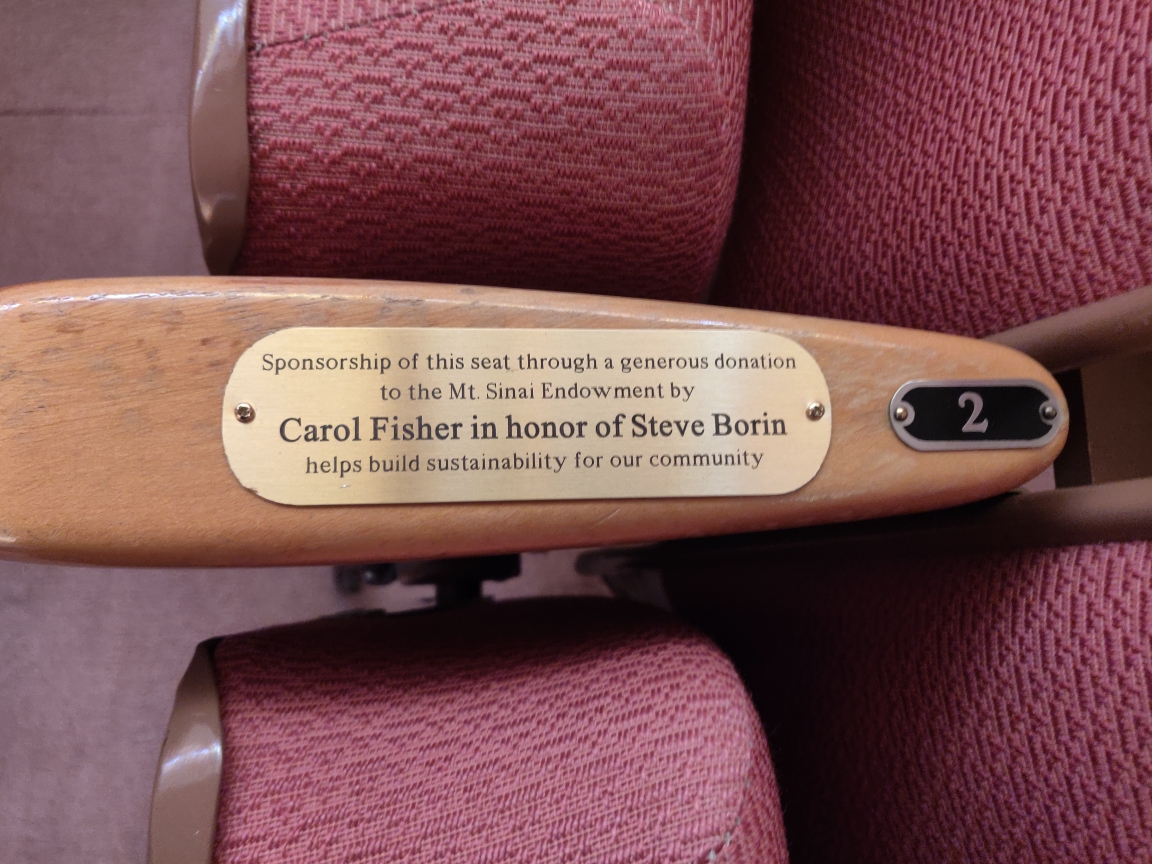 Sponsorship of this seat through a generous donation
to the Mt. Sinai Endowment by
Carol Fisher in honor of Steve Borin
helps build sustainability for our community
2